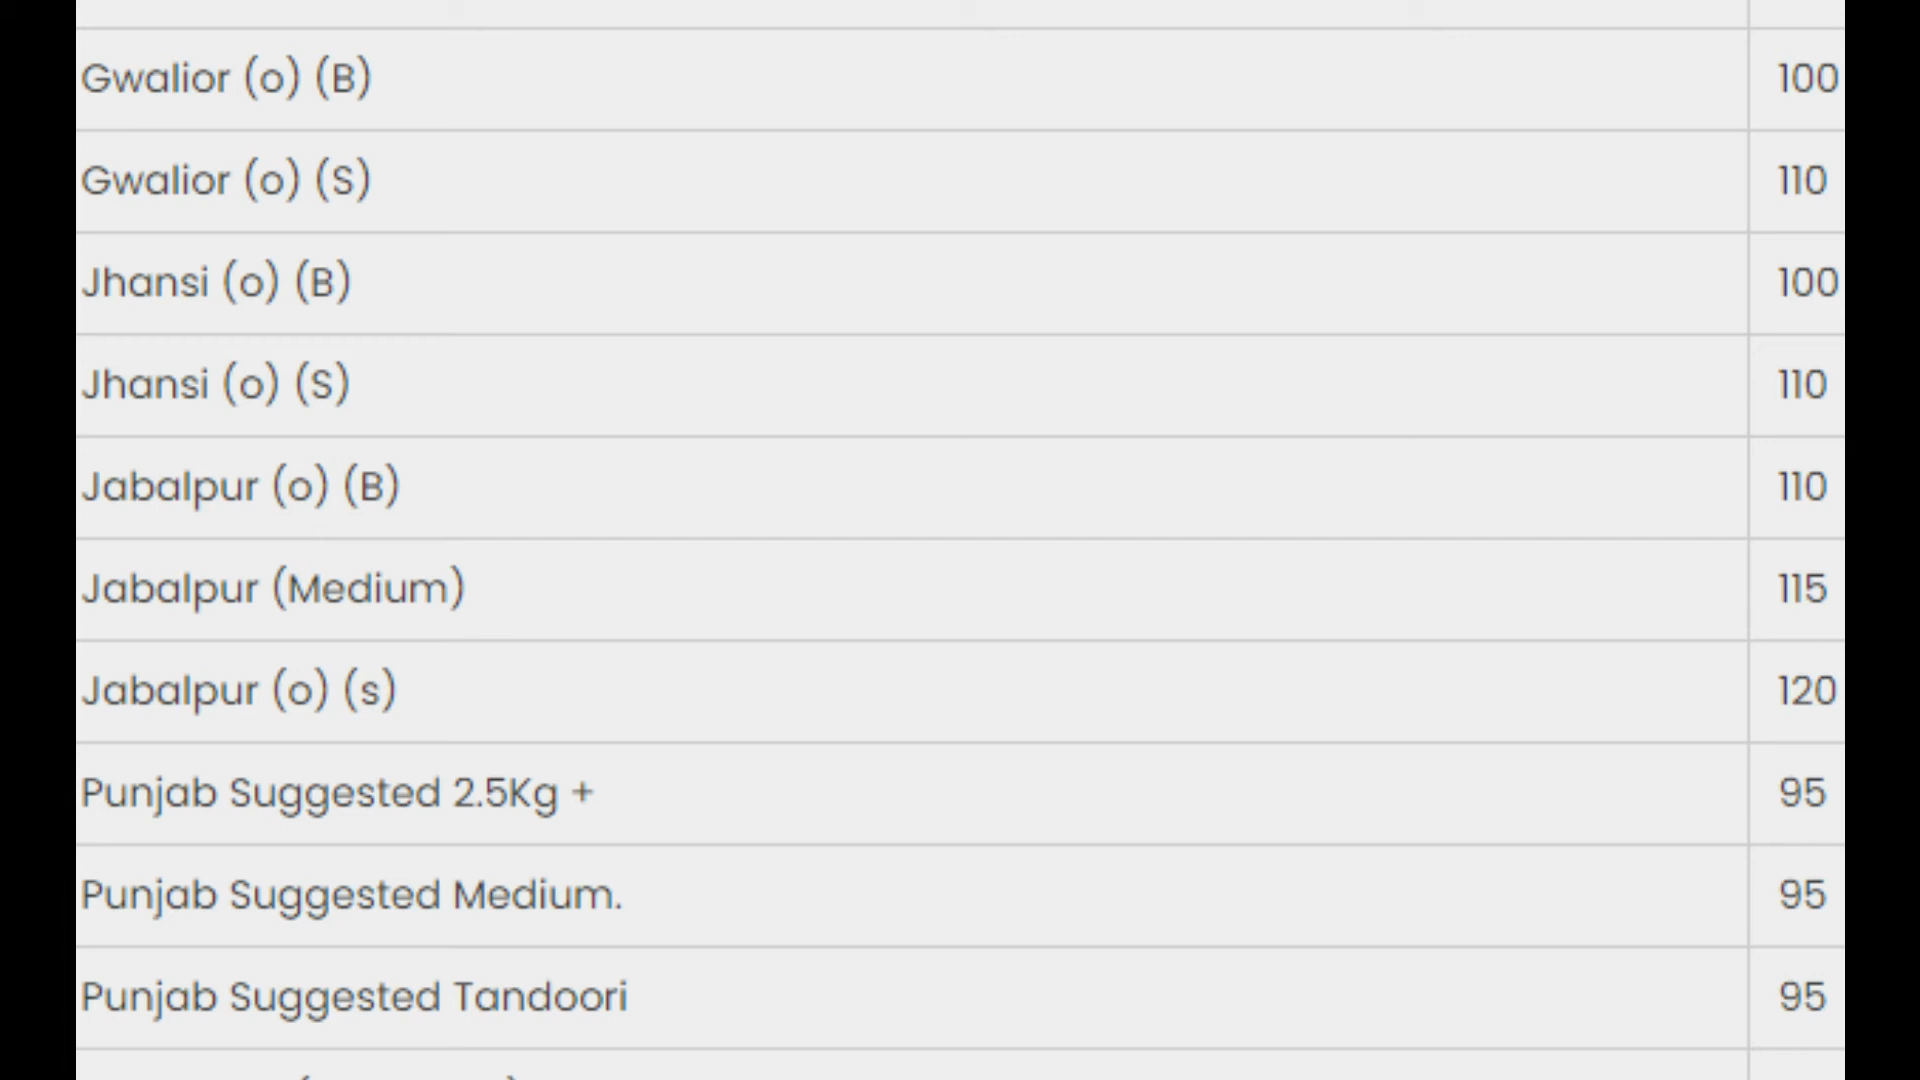 Gwalior (o) (B) 100
Gwalior (o) (S) 110
Jhansi (o) (B) 100
Jhansi (o) (S) 110
Jabalpur (o) (B) 110
Jabalpur (Medium) 115
Jabalpur (o) (s) 120
Punjab Suggested 2.5Kg + 95
Punjab Suggested Medium. 95
Punjab Suggested Tandoori 95